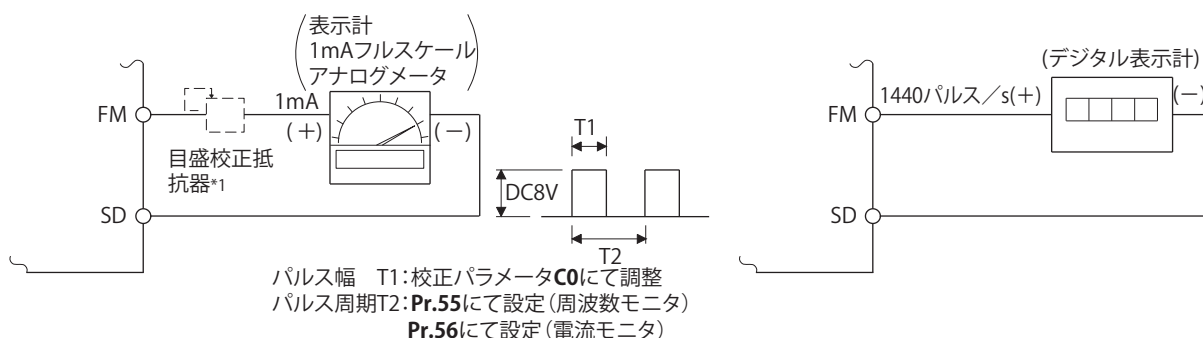 表示計
1mAフルスケール
アナログメータ
FM
1mA
(＋)
(－)
目盛校正抵
抗器*1
SD
T1
DC8V
T2
パルス幅　T1：校正パラメータC0にて調整
パルス周期T2：Pr.55にて設定（周波数モニタ）
Pr.56にて設定（電流モニタ）
(デジタル表示計)
FM
1440パルス／s(＋)
(－)
SD